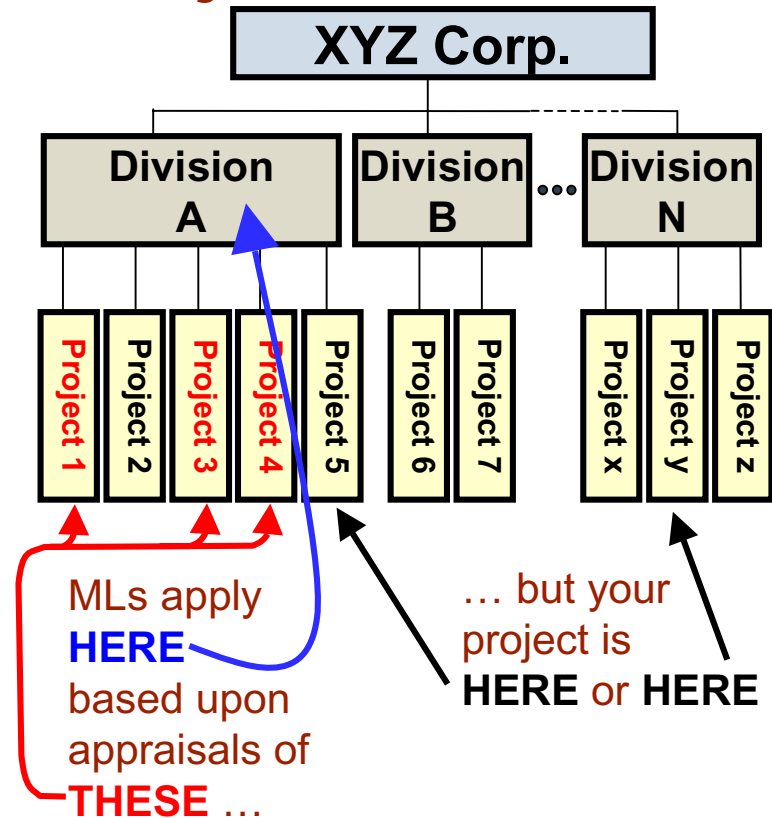 XYZ Corp.
Division
A
Division
B
Division
N
Project 1
Project 2
Project 3
Project 4
Project 5
Project 6
Project 7
Project x
Project y
Project z
MLs apply
HERE
based upon
appraisals of
THESE …
… but your
project is
HERE or HERE